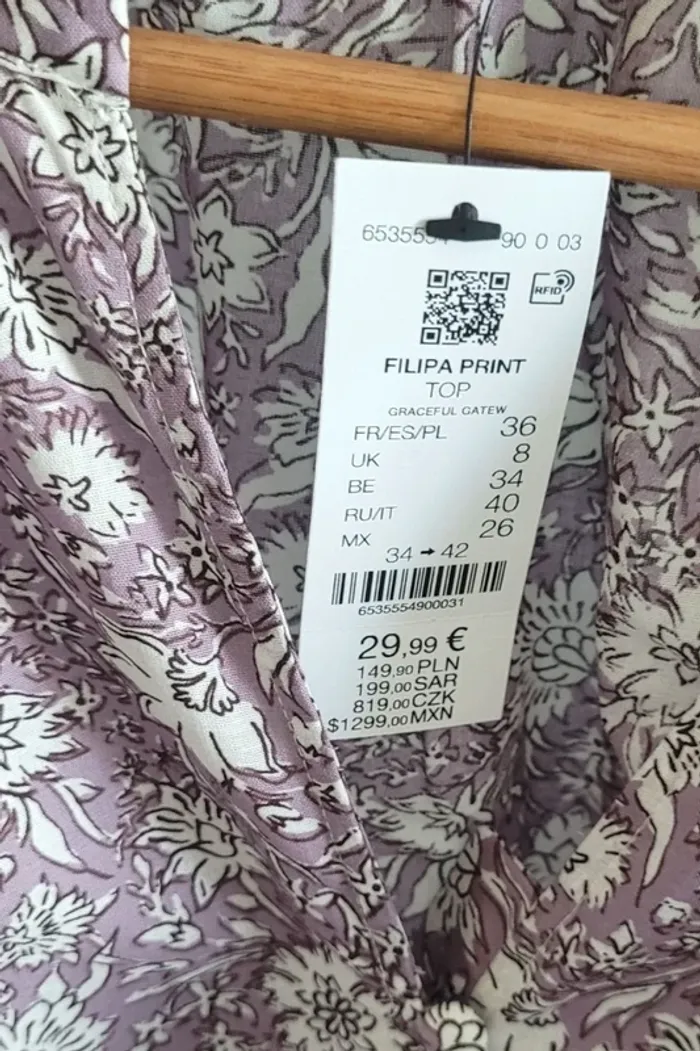 653555 90 0 03
RFID
FILIPA PRINT
TOP
GRACEFUL GATEW
FR/ES/PL 36
UK 8
BE 34
RU/IT 40
MX 26
34 → 42
6535554900031
29,99 €
149,90 PLN
199,00 SAR
819,00 CZK
$1299,00 MXN